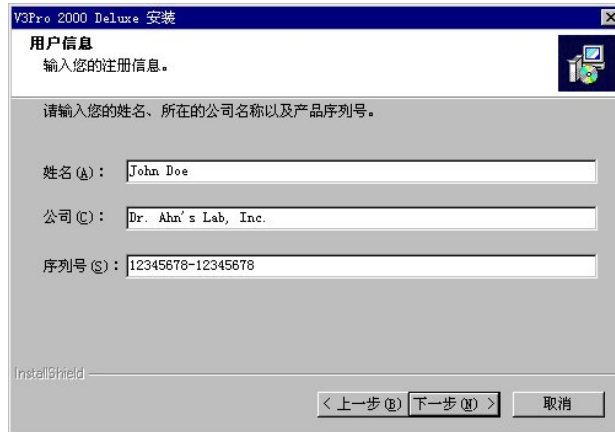 V3Pro 2000 Deluxe 安装
用户信息
输入您的注册信息。
请输入您的姓名、所在的公司名称以及产品序列号。
姓名(A)： John Doe
公司(C)： Dr. Ahn's Lab, Inc.
序列号(S)： 12345678-12345678
InstallShield
< 上一步(B) 下一步(N) > 取消